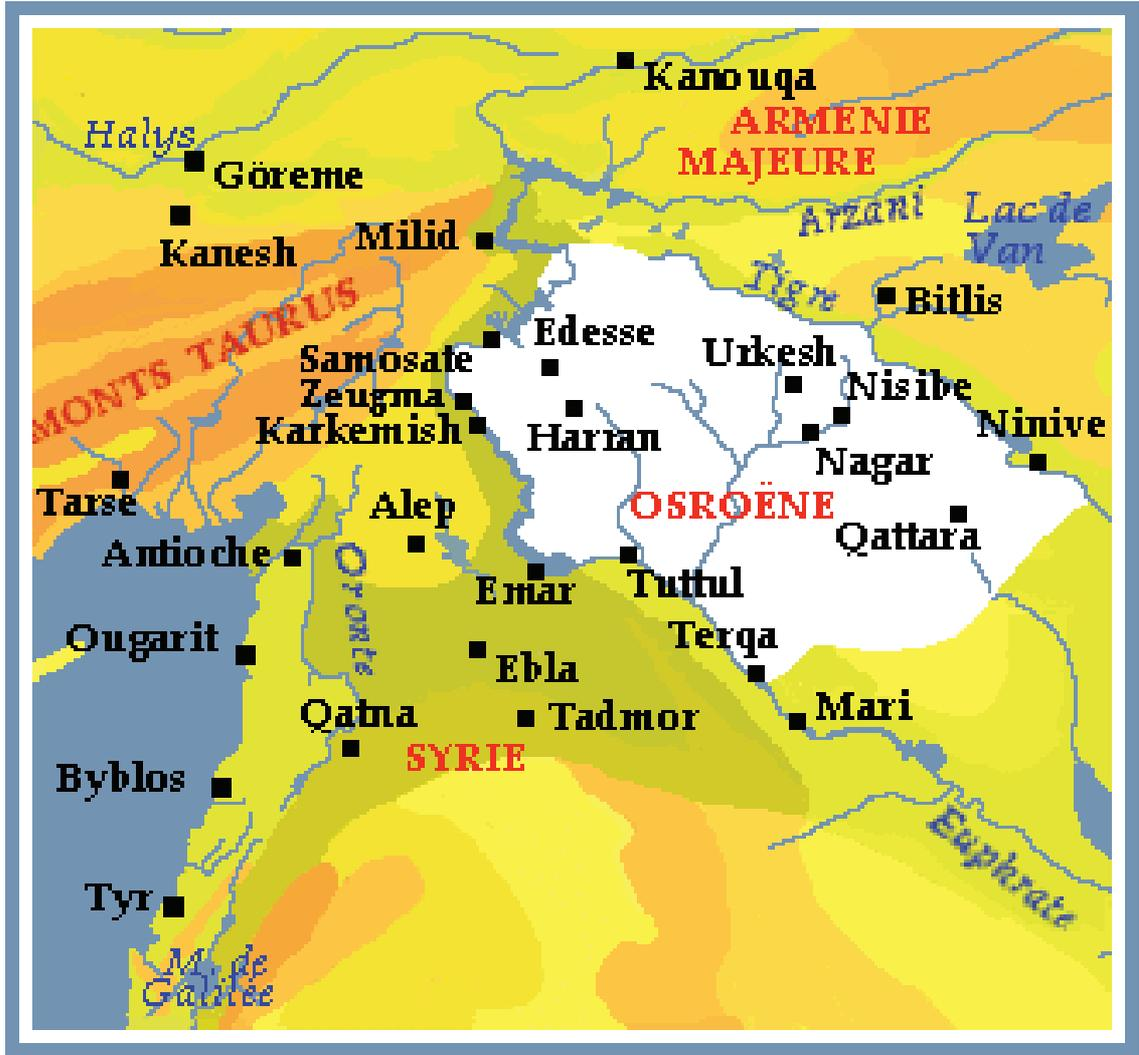 Kanouqa
ARMENIE
MAJEURE
Halys
Göreme
Arzani
Lac de
Van
Kanesh
Milid
Tigre
Bitlis
MONTS TAURUS
Edesse
Samosate
Urkesh
Zeugma
Nisibe
Karkemish
Harran
Ninive
Nagar
Tarse
Alep
OSROËNE
Qattara
Antioche
Oronte
Emar
Tuttul
Ougarit
Terqa
Ebla
Qatna
Tadmor
Mari
SYRIE
Byblos
Euphrate
Tyr
M. de
Galilée